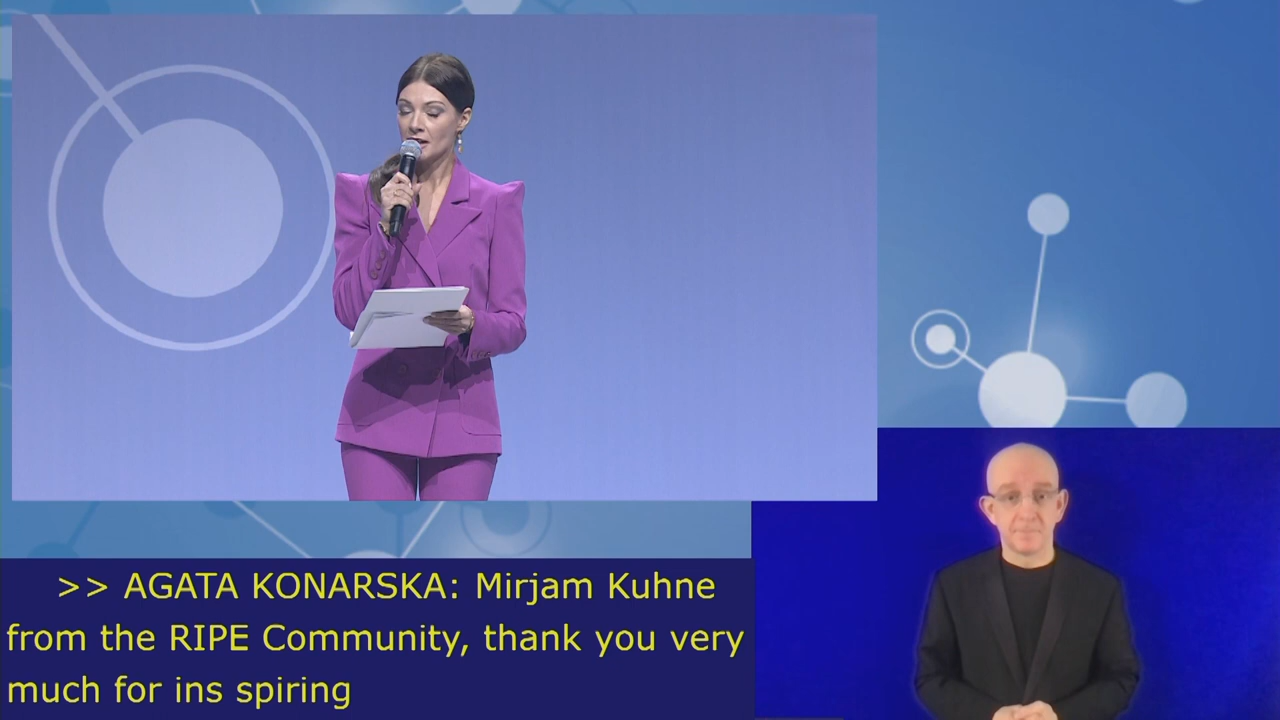 >> AGATA KONARSKA: Mirjam Kuhne
from the RIPE Community, thank you very
much for ins spiring